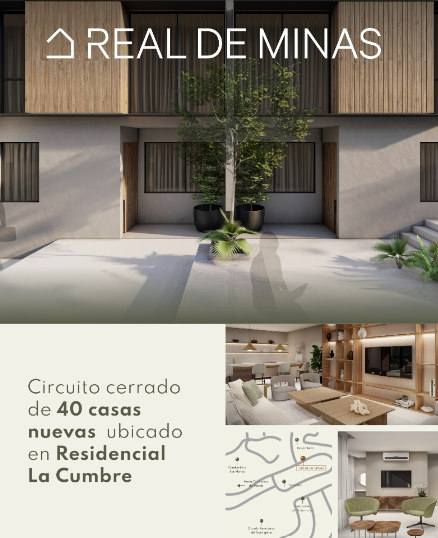 REAL DE MINAS
Circuito cerrado
de 40 casas
nuevas ubicado
en Residencial
La Cumbre